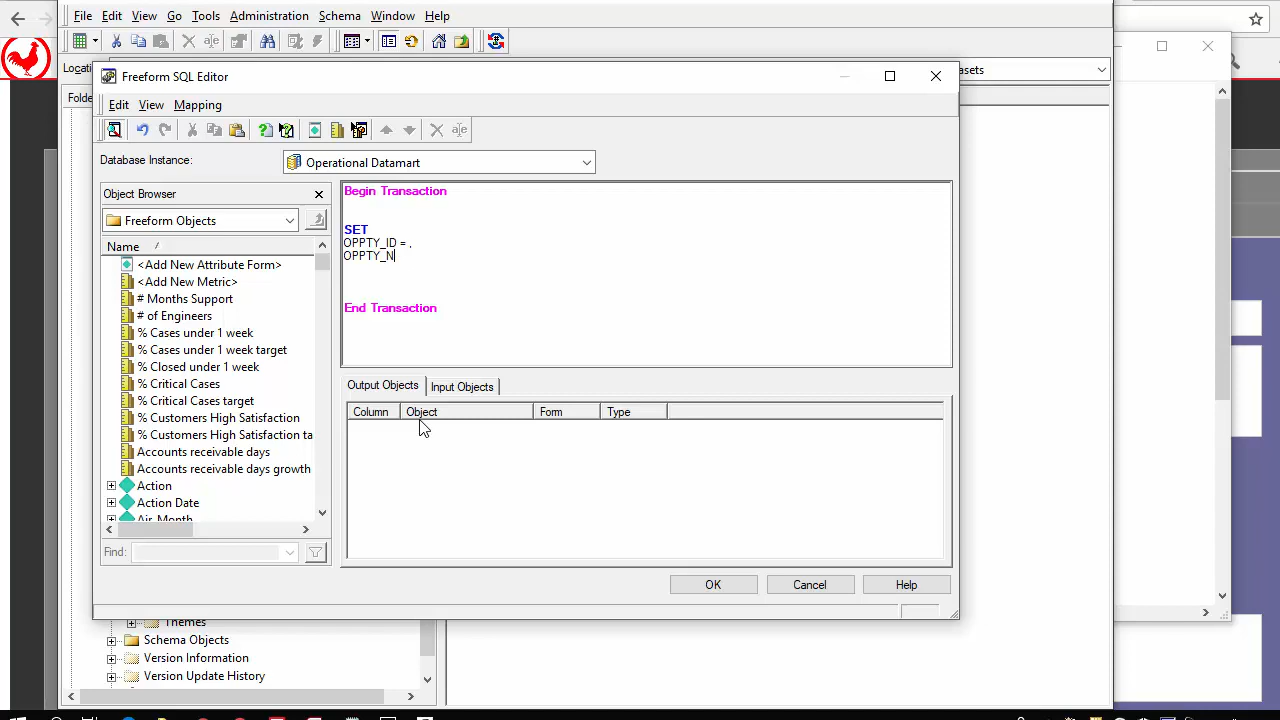 File Edit View Go Tools Administration Schema Window Help
Freeform SQL Editor
Edit View Mapping
Database Instance: Operational Datamart
Object Browser
Freeform Objects
Name
<Add New Attribute Form>
<Add New Metric>
# Months Support
# of Engineers
% Cases under 1 week
% Cases under 1 week target
% Closed under 1 week
% Critical Cases
% Critical Cases target
% Customers High Satisfaction
% Customers High Satisfaction ta
Accounts receivable days
Accounts receivable days growth
Action
Action Date
Air Month
Find:
Begin Transaction
SET
OPPTY_ID = ,
OPPTY_N
End Transaction
Output Objects Input Objects
Column Object Form Type
OK Cancel Help
Themes
Schema Objects
Version Information
Version Update History